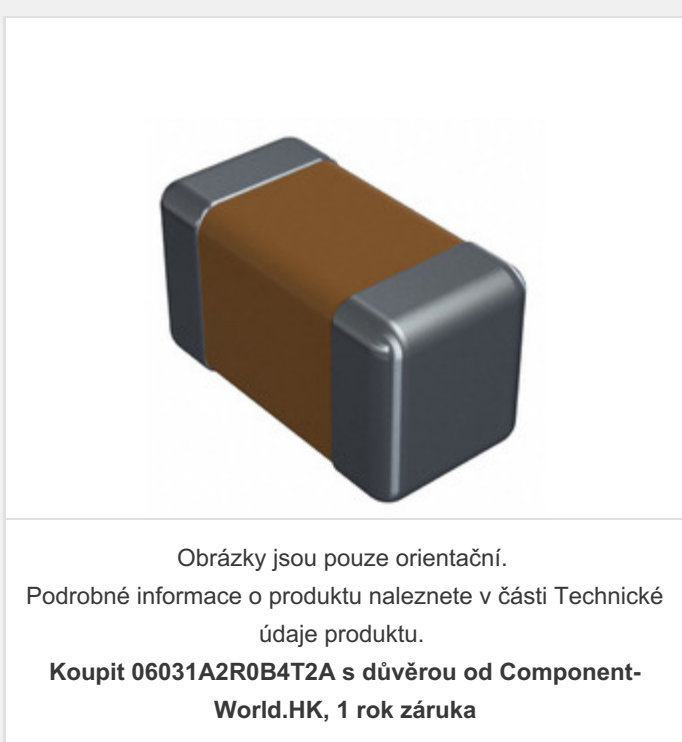 Obrázky jsou pouze orientační.
Podrobné informace o produktu naleznete v části Technické
údaje produktu.
Koupit 06031A2R0B4T2A s důvěrou od Component-
World.HK, 1 rok záruka